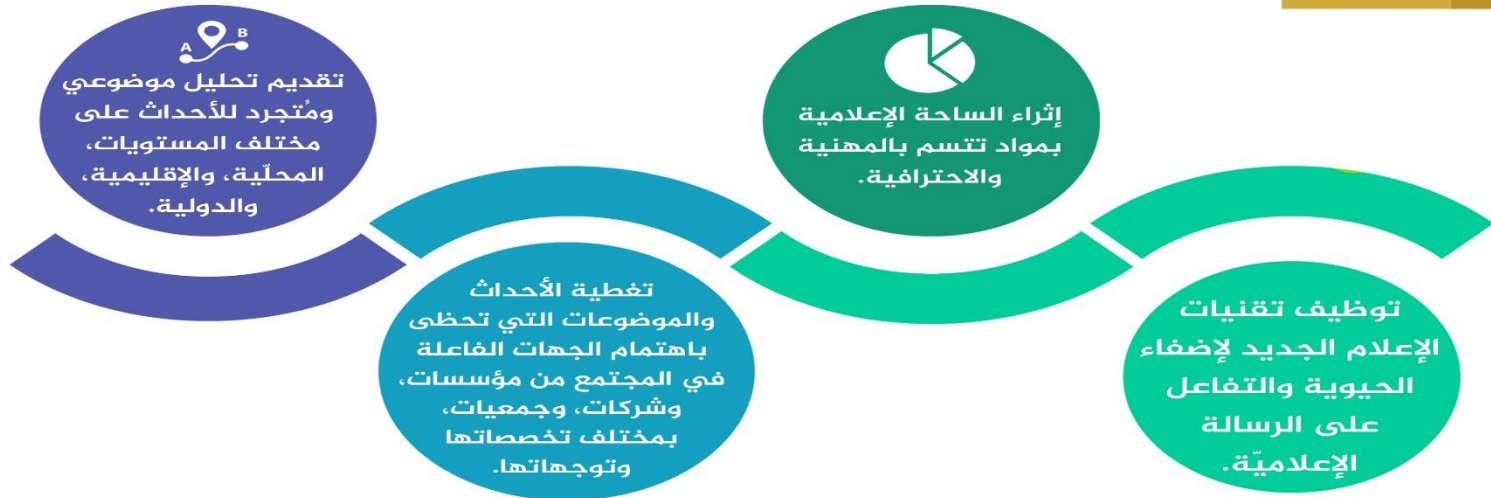 توظيف تقنيات
الإعلام الجديد لإضفاء
الحيوية والتفاعل
على الرسالة
الإعلاميّة.
إثراء الساحة الإعلامية
بمواد تتسم بالمهنية
والاحترافية.
تغطية الأحداث
والموضوعات التي تحظى
باهتمام الجهات الفاعلة
في المجتمع من مؤسسات،
وشركات، وجمعيات،
بمختلف تخصصاتها
وتوجهاتها.
A B
تقديم تحليل موضوعي
ومُتجرد للأحداث على
مختلف المستويات،
المحلّية، والإقليمية،
والدولية.